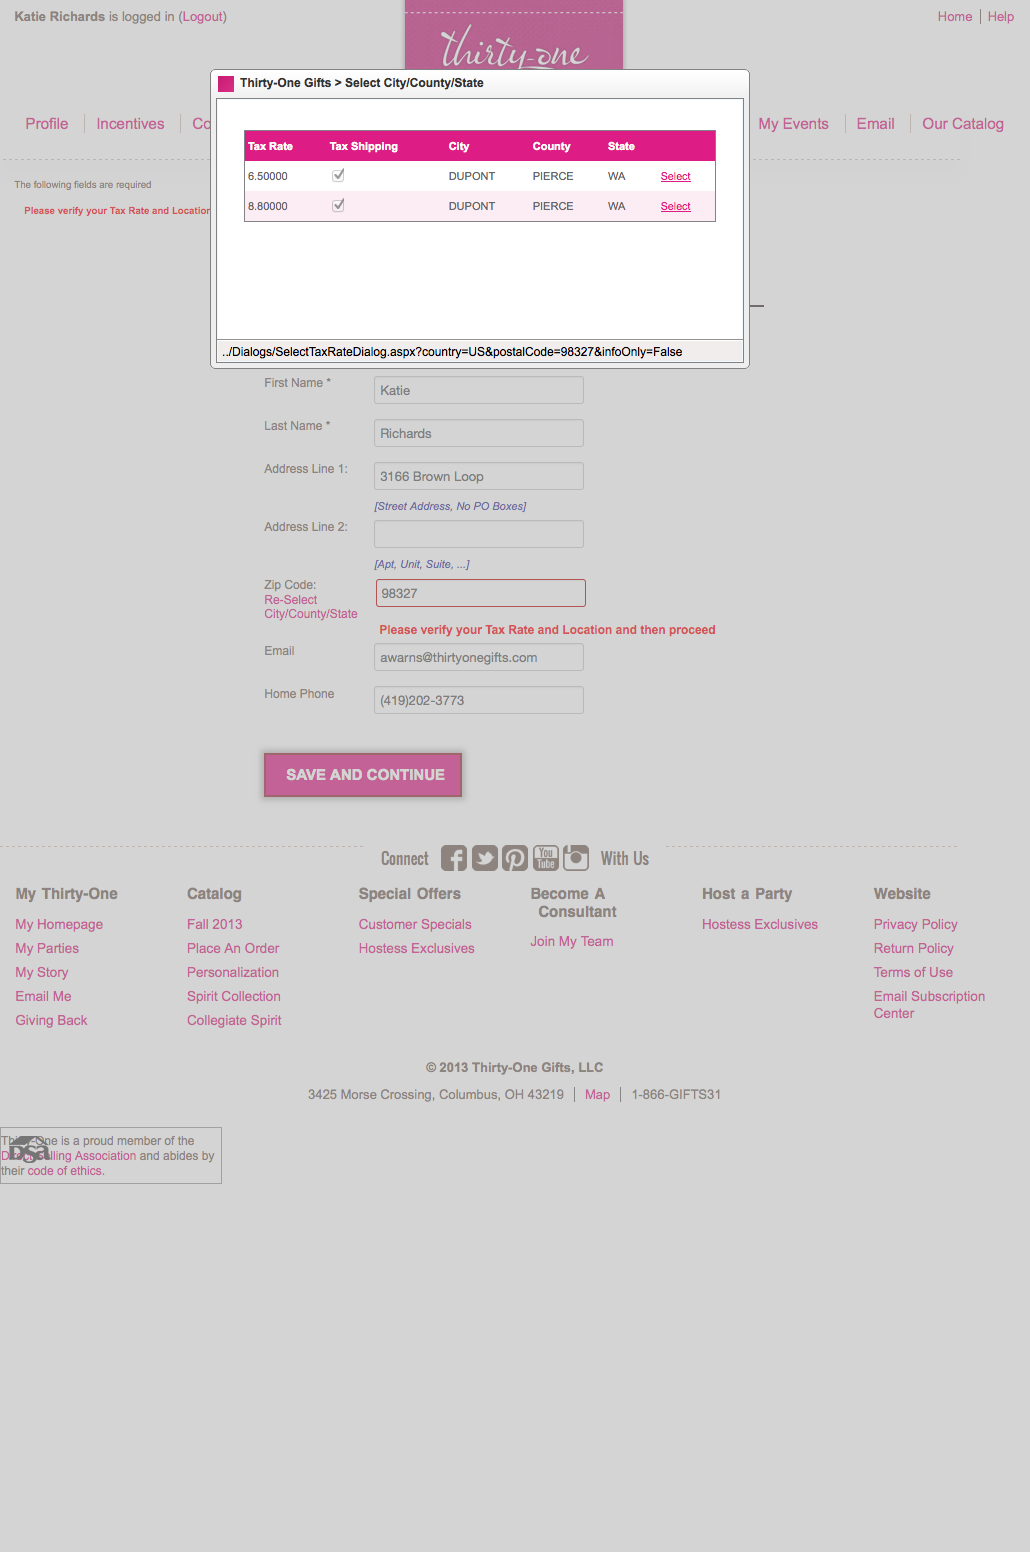 Katie Richards is logged in (Logout)
Home | Help
thirty-one
Thirty-One Gifts > Select City/County/State
Profile | Incentives | Co
My Events | Email | Our Catalog
Tax Rate Tax Shipping City County State
6.50000 DUPONT PIERCE WA Select
8.80000 DUPONT PIERCE WA Select
The following fields are required
Please verify your Tax Rate and Location
../Dialogs/SelectTaxRateDialog.aspx?country=US&postalCode=98327&infoOnly=False
First Name * Katie
Last Name * Richards
Address Line 1: 3166 Brown Loop
[Street Address, No PO Boxes]
Address Line 2:
[Apt, Unit, Suite, ...]
Zip Code: 98327
Re-Select
City/County/State
Please verify your Tax Rate and Location and then proceed
Email awarns@thirtyonegifts.com
Home Phone (419)202-3773
SAVE AND CONTINUE
Connect You Tube With Us
My Thirty-One
My Homepage
My Parties
My Story
Email Me
Giving Back
Catalog
Fall 2013
Place An Order
Personalization
Spirit Collection
Collegiate Spirit
Special Offers
Customer Specials
Hostess Exclusives
Become A
Consultant
Join My Team
Host a Party
Hostess Exclusives
Website
Privacy Policy
Return Policy
Terms of Use
Email Subscription
Center
© 2013 Thirty-One Gifts, LLC
3425 Morse Crossing, Columbus, OH 43219 | Map | 1-866-GIFTS31
Thirty-One is a proud member of the
Direct Selling Association and abides by
their code of ethics.
DSA